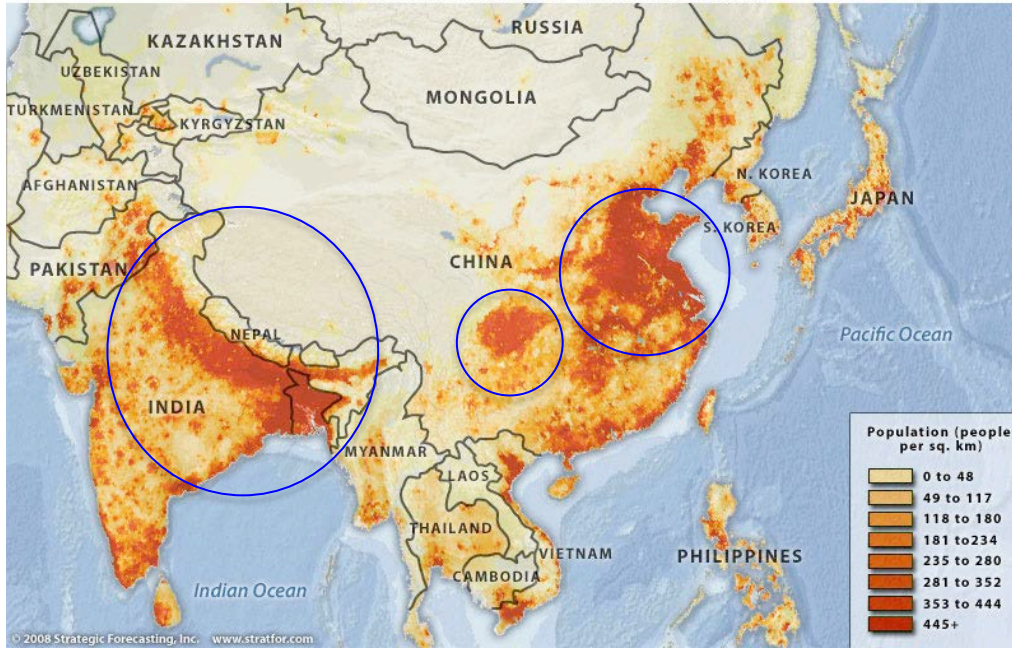 RUSSIA
KAZAKHSTAN
UZBEKISTAN
MONGOLIA
TURKMENISTAN
KYRGYZSTAN
N. KOREA
AFGHANISTAN
JAPAN
S. KOREA
CHINA
PAKISTAN
NEPAL
Pacific Ocean
INDIA
MYANMAR
LAOS
THAILAND
VIETNAM
PHILIPPINES
CAMBODIA
Indian Ocean
Population (people
per sq. km)
0 to 48
49 to 117
118 to 180
181 to234
235 to 280
281 to 352
353 to 444
445+
© 2008 Strategic Forecasting, Inc. www.stratfor.com